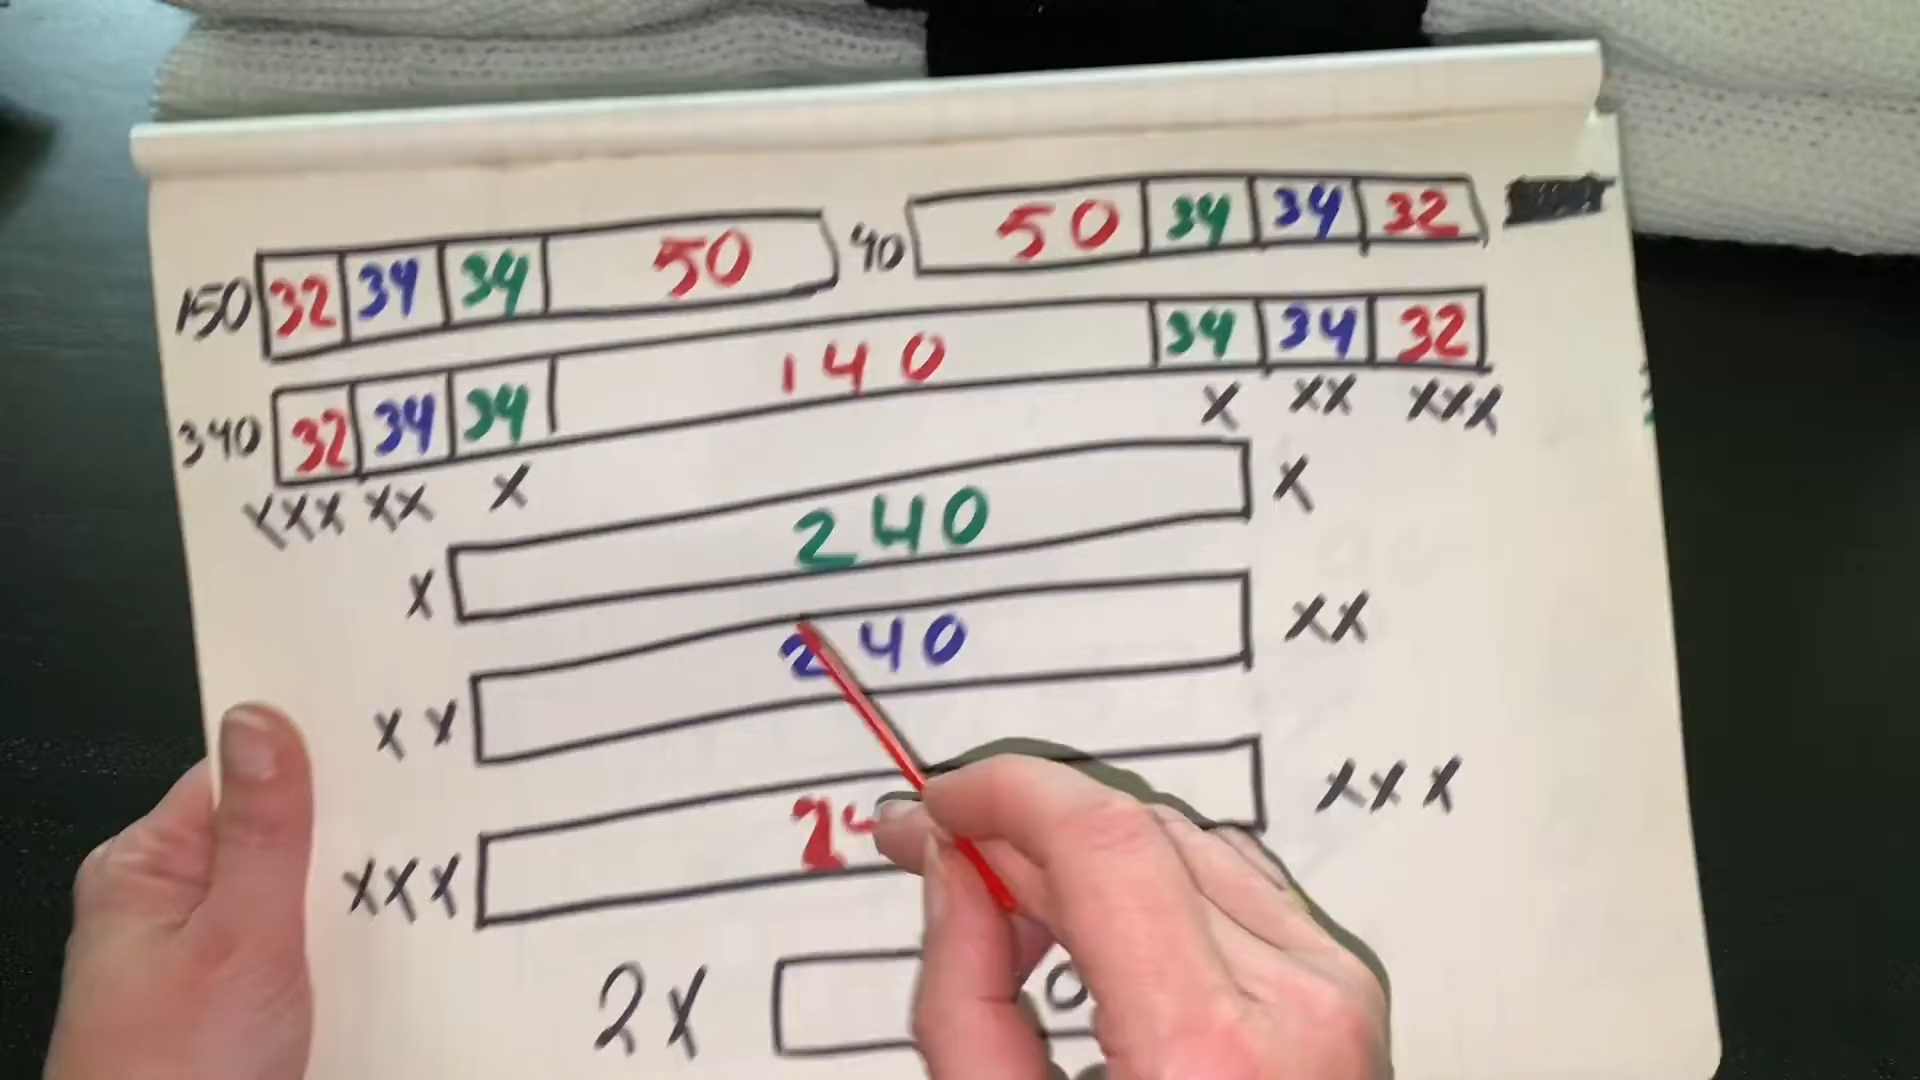 150 32 34 34 50 40 50 34 34 32
340 32 34 34 140 34 34 32
x xx xxx
xxx xx x
x 240 x
xx 240 xx
xxx xxx
2x